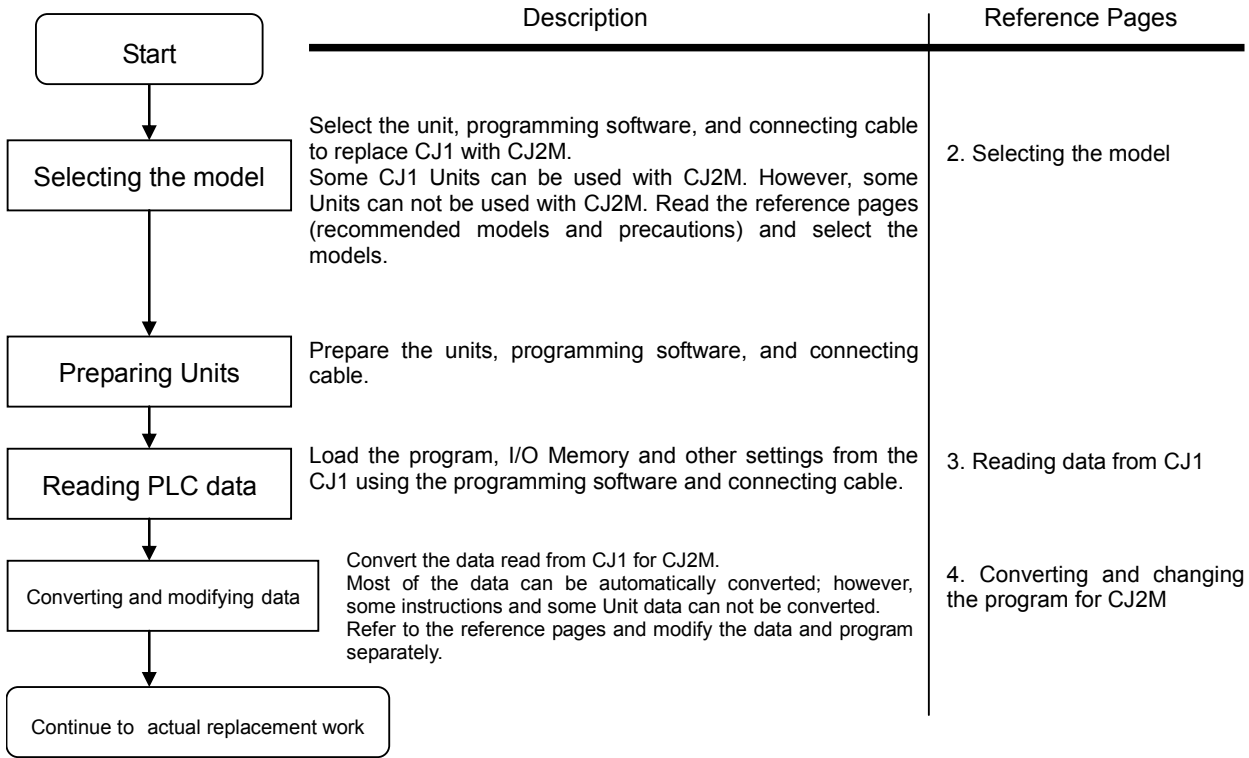 Description
Reference Pages
Start
Selecting the model
Select the unit, programming software, and connecting cable
to replace CJ1 with CJ2M.
Some CJ1 Units can be used with CJ2M. However, some
Units can not be used with CJ2M. Read the reference pages
(recommended models and precautions) and select the
models.
2. Selecting the model
Preparing Units
Prepare the units, programming software, and connecting
cable.
Reading PLC data
Load the program, I/O Memory and other settings from the
CJ1 using the programming software and connecting cable.
3. Reading data from CJ1
Converting and modifying data
Convert the data read from CJ1 for CJ2M.
Most of the data can be automatically converted; however,
some instructions and some Unit data can not be converted.
Refer to the reference pages and modify the data and program
separately.
4. Converting and changing
the program for CJ2M
Continue to actual replacement work